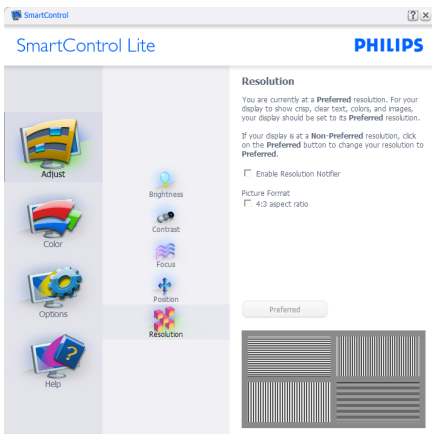 SmartControl
SmartControl Lite
PHILIPS
Adjust
Color
Options
Help
Brightness
Contrast
Focus
Position
Resolution
Resolution
You are currently at a Preferred resolution. For your
display to show crisp, clear text, colors, and images,
your display should be set to its Preferred resolution.
If your display is at a Non-Preferred resolution, click
on the Preferred button to change your resolution to
Preferred.
Enable Resolution Notifier
Picture Format
4:3 aspect ratio
Preferred